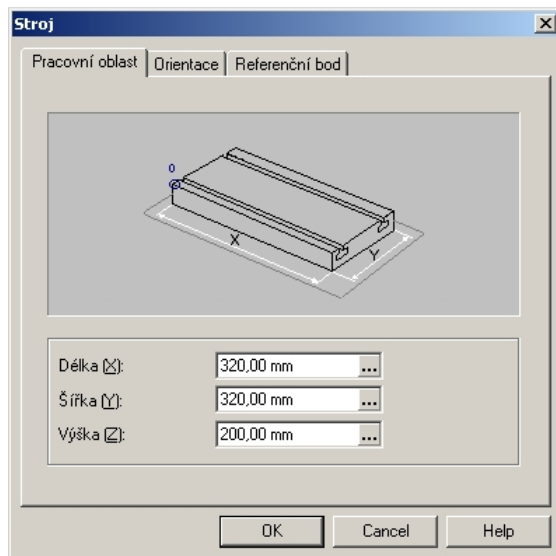 Stroj
Pracovní oblast Orientace Referenční bod
0
X
Y
Délka (X): 320,00 mm ...
Šířka (Y): 320,00 mm ...
Výška (Z): 200,00 mm ...
OK Cancel Help